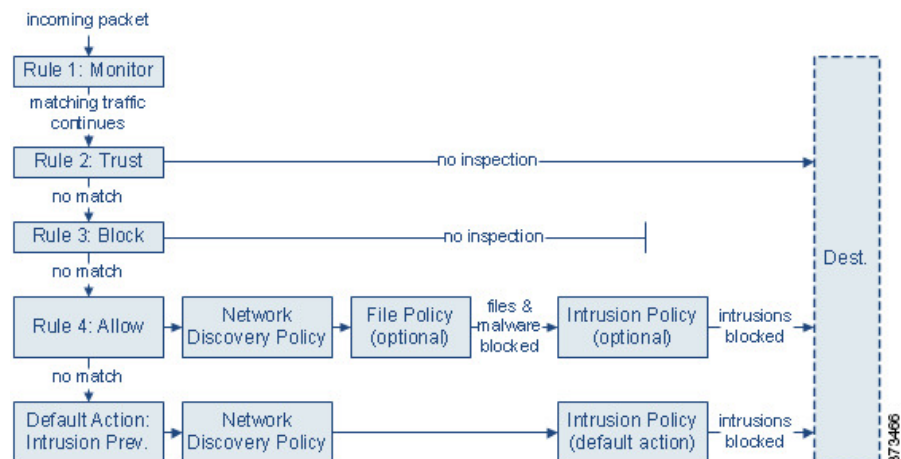 incoming packet
Rule 1: Monitor
matching traffic
continues
Rule 2: Trust
no inspection
no match
Rule 3: Block
no inspection
no match
Dest.
Rule 4: Allow
Network
Discovery Policy
File Policy
(optional)
files &
malware
blocked
Intrusion Policy
(optional)
intrusions
blocked
no match
Default Action:
Intrusion Prev.
Network
Discovery Policy
Intrusion Policy
(default action)
intrusions
blocked
373466